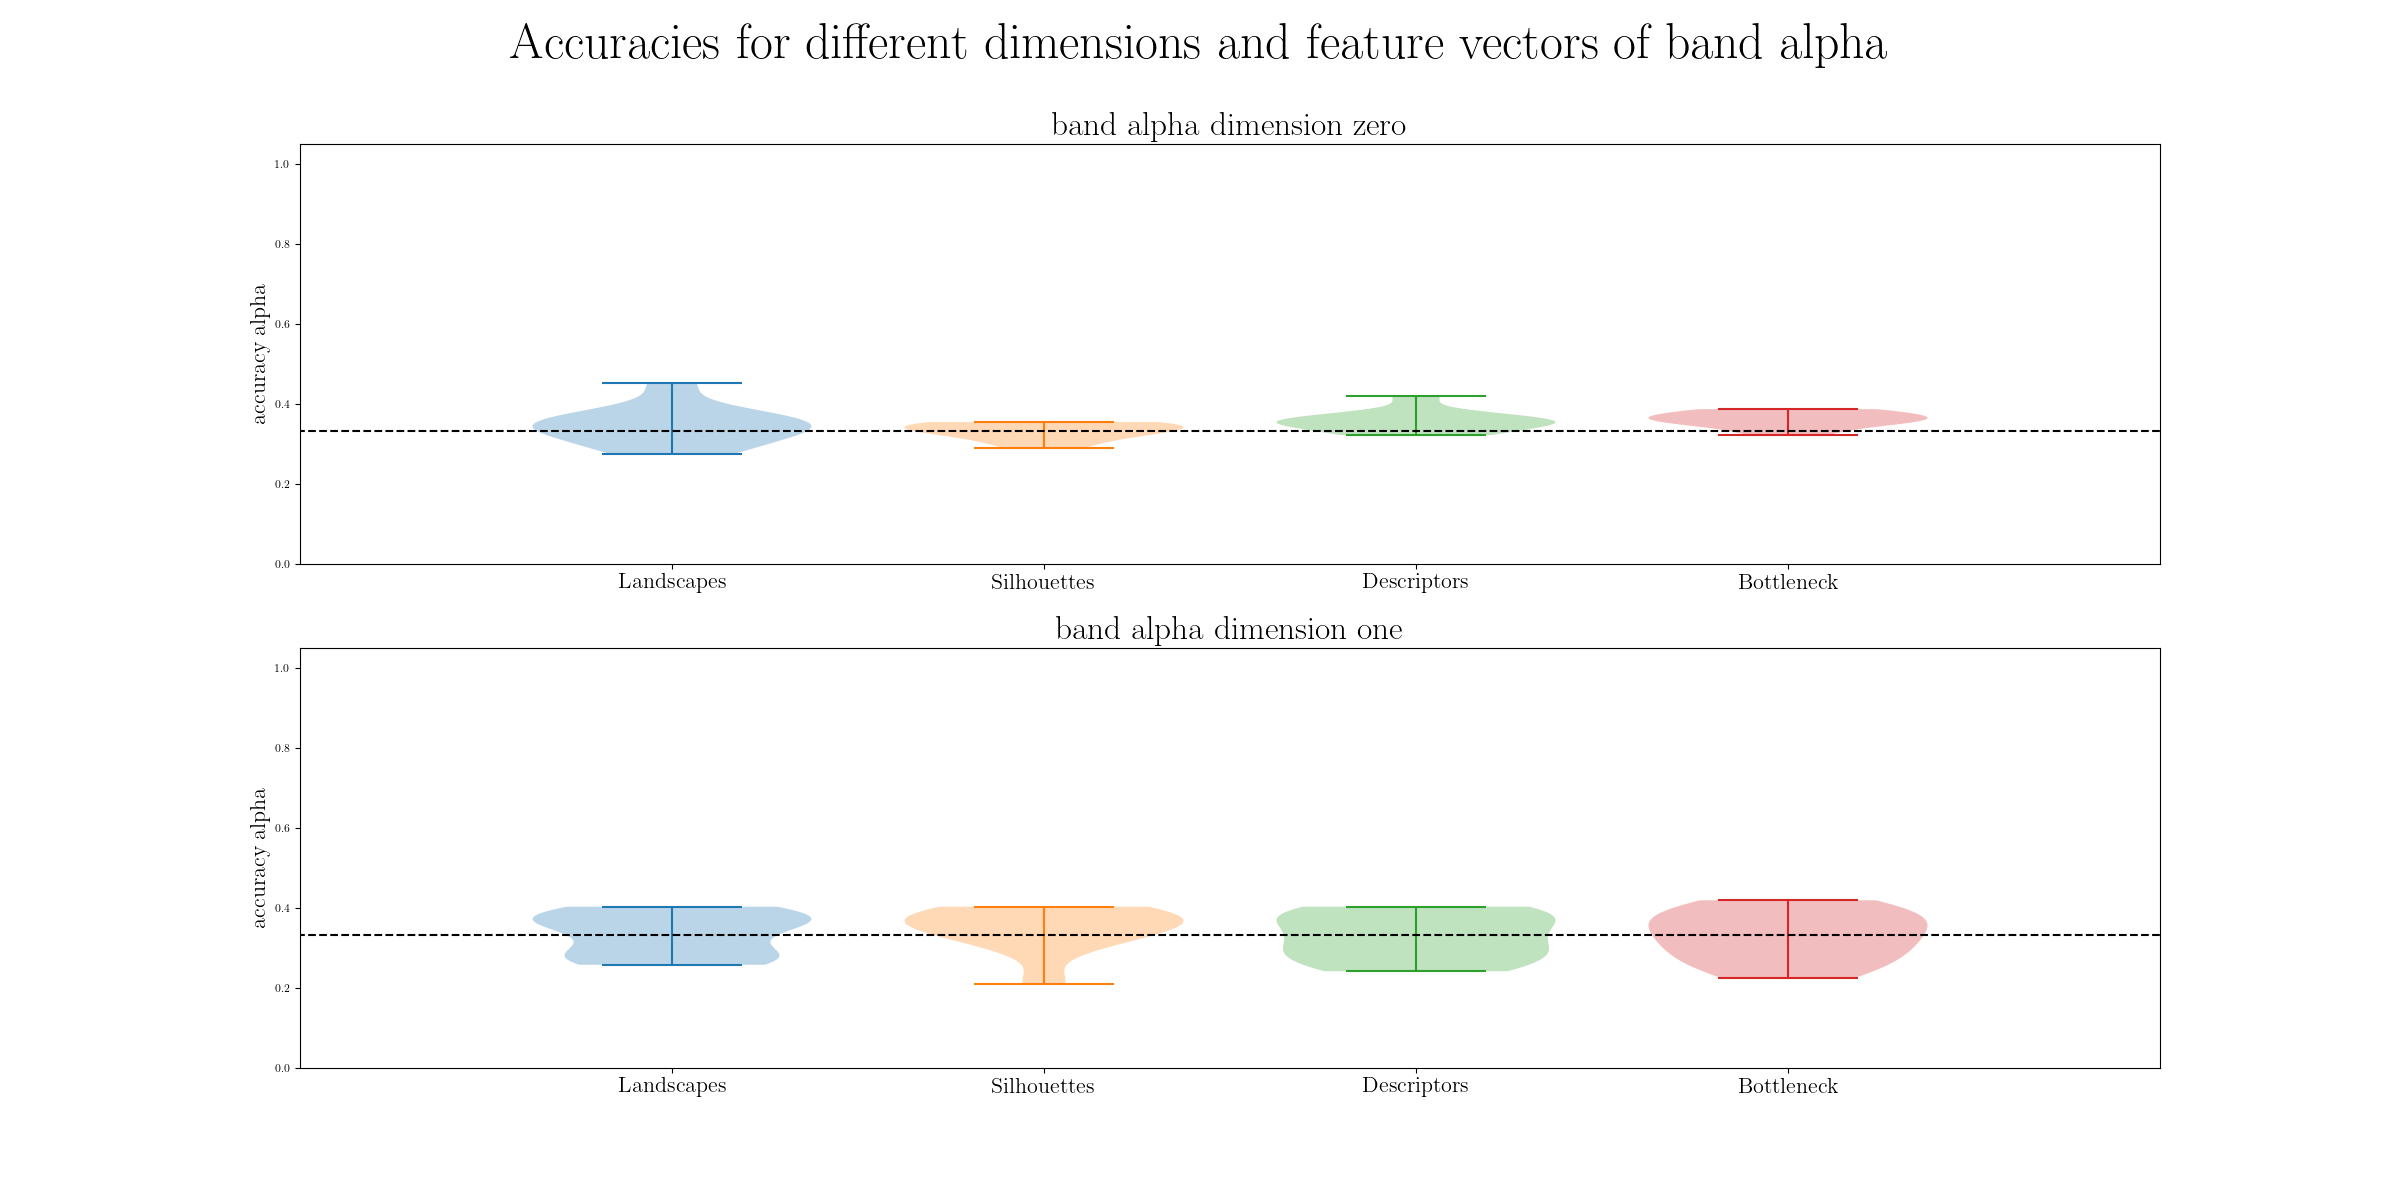 Accuracies for different dimensions and feature vectors of band alpha
band alpha dimension zero
accuracy alpha
1.0
0.8
0.6
0.4
0.2
0.0
Landscapes Silhouettes Descriptors Bottleneck
band alpha dimension one
accuracy alpha
1.0
0.8
0.6
0.4
0.2
0.0
Landscapes Silhouettes Descriptors Bottleneck